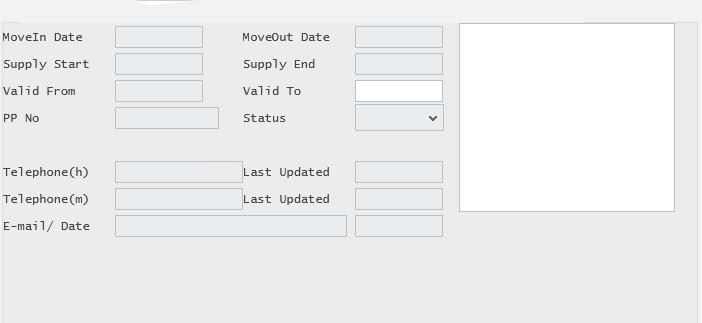 MoveIn Date MoveOut Date
Supply Start Supply End
Valid From Valid To
PP No Status
Telephone(h) Last Updated
Telephone(m) Last Updated
E-mail/ Date